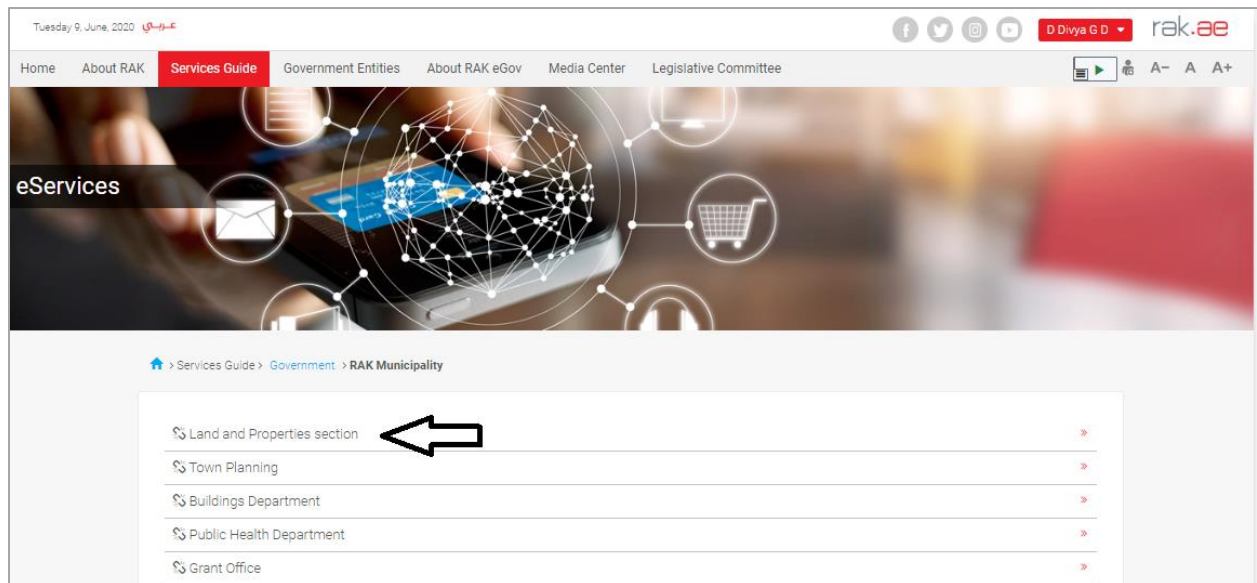 Tuesday 9, June, 2020 عـربـي
D Divya G D
rak.ae
Home About RAK Services Guide Government Entities About RAK eGov Media Center Legislative Committee A- A A+
eServices
Card
> Services Guide > Government > RAK Municipality
Land and Properties section »
Town Planning »
Buildings Department »
Public Health Department »
Grant Office »